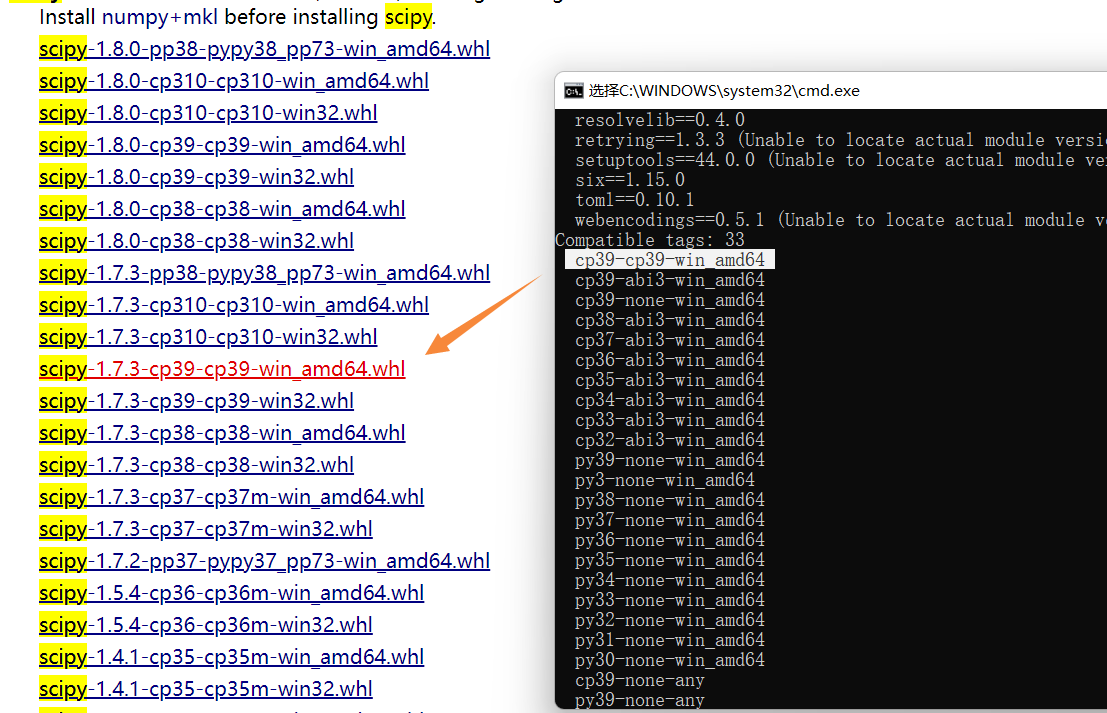 Install numpy+mkl before installing scipy.
scipy-1.8.0-pp38-pypy38_pp73-win_amd64.whl
scipy-1.8.0-cp310-cp310-win_amd64.whl
scipy-1.8.0-cp310-cp310-win32.whl
scipy-1.8.0-cp39-cp39-win_amd64.whl
scipy-1.8.0-cp39-cp39-win32.whl
scipy-1.8.0-cp38-cp38-win_amd64.whl
scipy-1.8.0-cp38-cp38-win32.whl
scipy-1.7.3-pp38-pypy38_pp73-win_amd64.whl
scipy-1.7.3-cp310-cp310-win_amd64.whl
scipy-1.7.3-cp310-cp310-win32.whl
scipy-1.7.3-cp39-cp39-win_amd64.whl
scipy-1.7.3-cp39-cp39-win32.whl
scipy-1.7.3-cp38-cp38-win_amd64.whl
scipy-1.7.3-cp38-cp38-win32.whl
scipy-1.7.3-cp37-cp37m-win_amd64.whl
scipy-1.7.3-cp37-cp37m-win32.whl
scipy-1.7.2-pp37-pypy37_pp73-win_amd64.whl
scipy-1.5.4-cp36-cp36m-win_amd64.whl
scipy-1.5.4-cp36-cp36m-win32.whl
scipy-1.4.1-cp35-cp35m-win_amd64.whl
scipy-1.4.1-cp35-cp35m-win32.whl
选择C:\WINDOWS\system32\cmd.exe
resolvelib==0.4.0
retrying==1.3.3 (Unable to locate actual module versi
setuptools==44.0.0 (Unable to locate actual module ve
six==1.15.0
toml==0.10.1
webencodings==0.5.1 (Unable to locate actual module v
Compatible tags: 33
cp39-cp39-win_amd64
cp39-abi3-win_amd64
cp39-none-win_amd64
cp38-abi3-win_amd64
cp37-abi3-win_amd64
cp36-abi3-win_amd64
cp35-abi3-win_amd64
cp34-abi3-win_amd64
cp33-abi3-win_amd64
cp32-abi3-win_amd64
py39-none-win_amd64
py3-none-win_amd64
py38-none-win_amd64
py37-none-win_amd64
py36-none-win_amd64
py35-none-win_amd64
py34-none-win_amd64
py33-none-win_amd64
py32-none-win_amd64
py31-none-win_amd64
py30-none-win_amd64
cp39-none-any
py39-none-any